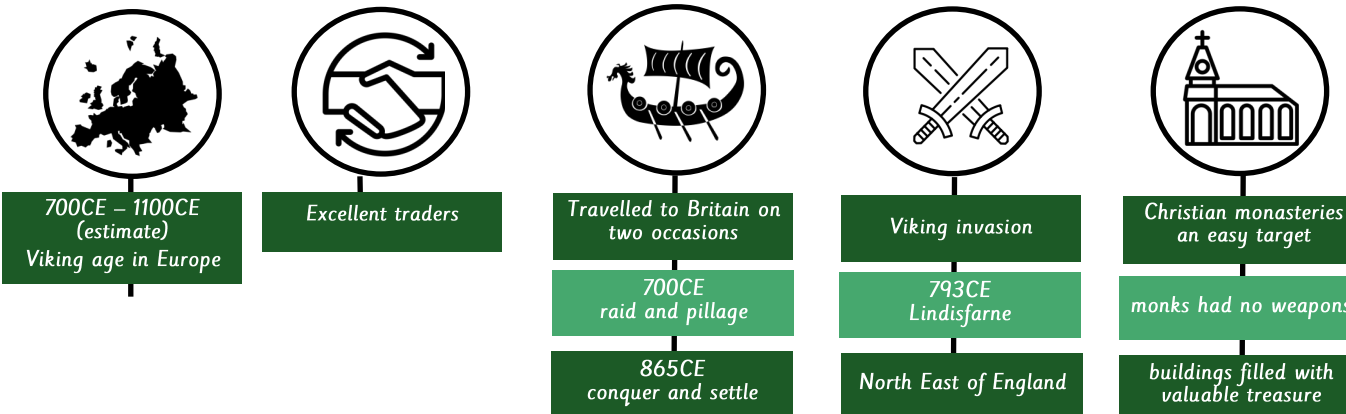 700CE – 1100CE
(estimate)
Viking age in Europe
Excellent traders
Travelled to Britain on
two occasions
700CE
raid and pillage
865CE
conquer and settle
Viking invasion
793CE
Lindisfarne
North East of England
Christian monasteries
an easy target
monks had no weapons
buildings filled with
valuable treasure